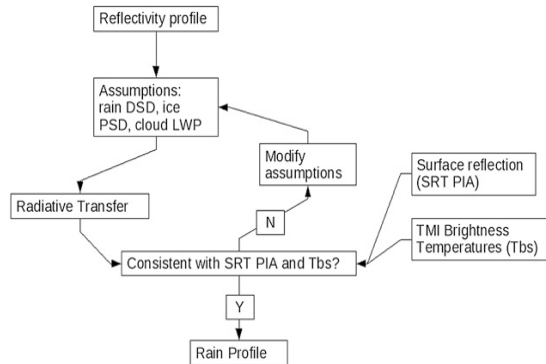 Reflectivity profile
Assumptions:
rain DSD, ice
PSD, cloud LWP
Modify
assumptions
Surface reflection
(SRT PIA)
Radiative Transfer
N
TMI Brightness
Temperatures (Tbs)
Consistent with SRT PIA and Tbs?
Y
Rain Profile